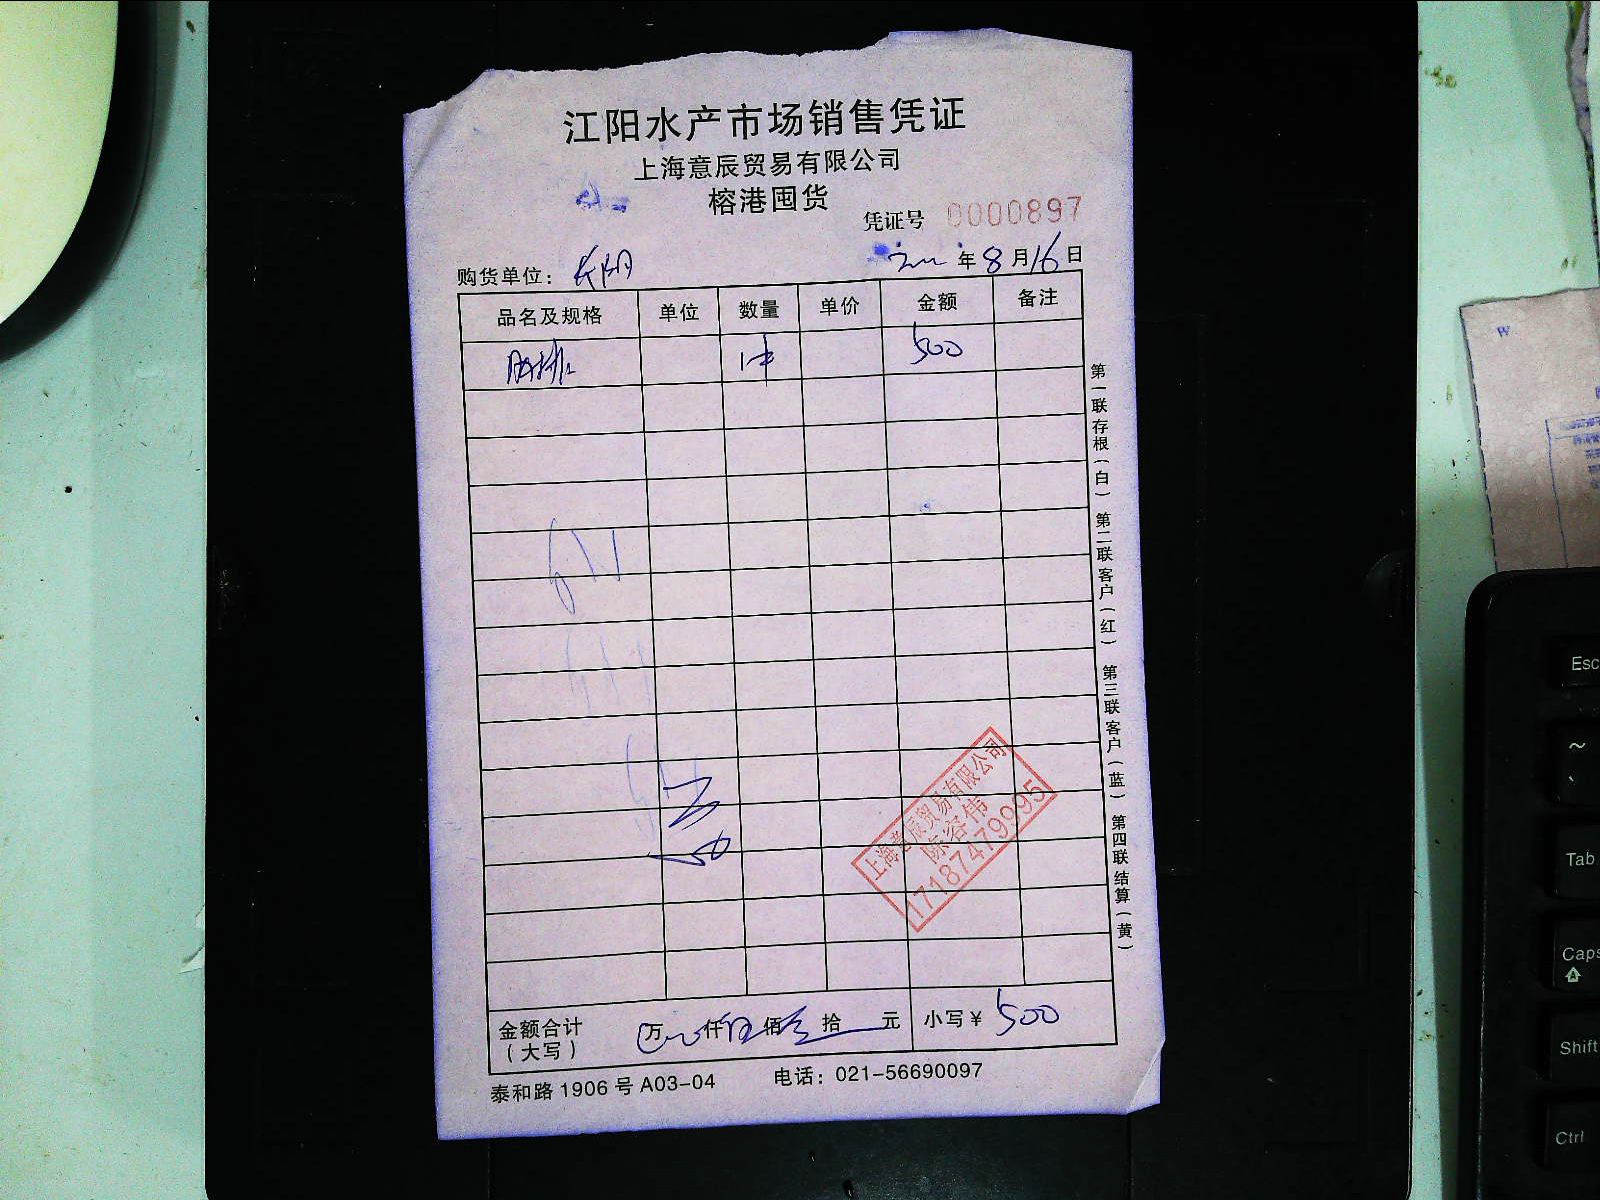 江阳水产市场销售凭证
上海意辰贸易有限公司
榕港囤货
凭证号 0000897
年 8 月 16 日
购货单位：
品名及规格 单位 数量 单价 金额 备注
500
第一联存根（白） 第二联客户（红） 第三联客户（蓝） 第四联结算（黄）
上海意辰贸易有限公司
陈容伟
17187479995
金额合计（大写） 万 仟 佰 拾 元 小写￥ 500
泰和路 1906 号 A03-04 电话：021-56690097
W
Esc
~
`
Tab
Caps
Shift
Ctrl